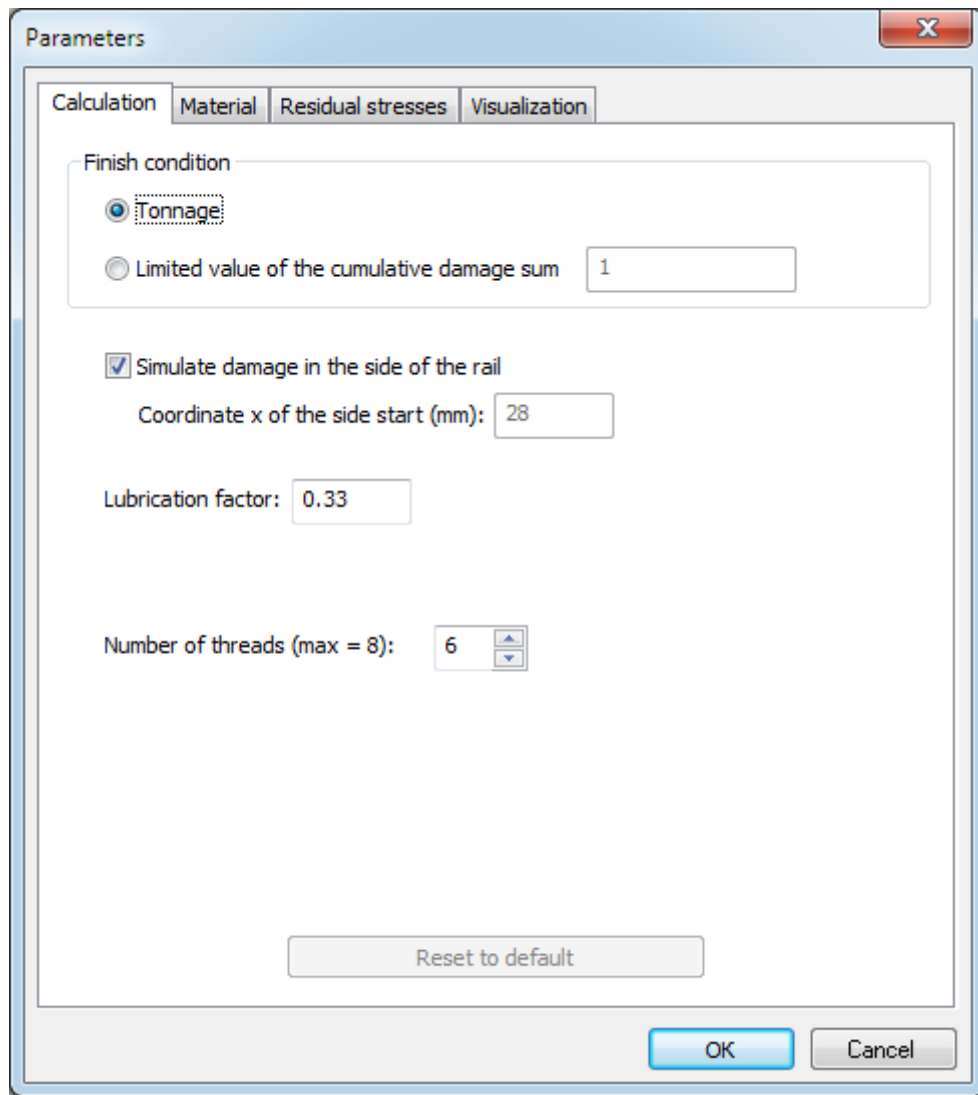 Parameters
Calculation Material Residual stresses Visualization
Finish condition
Tonnage
Limited value of the cumulative damage sum 1
Simulate damage in the side of the rail
Coordinate x of the side start (mm): 28
Lubrication factor: 0.33
Number of threads (max = 8): 6
Reset to default
OK Cancel